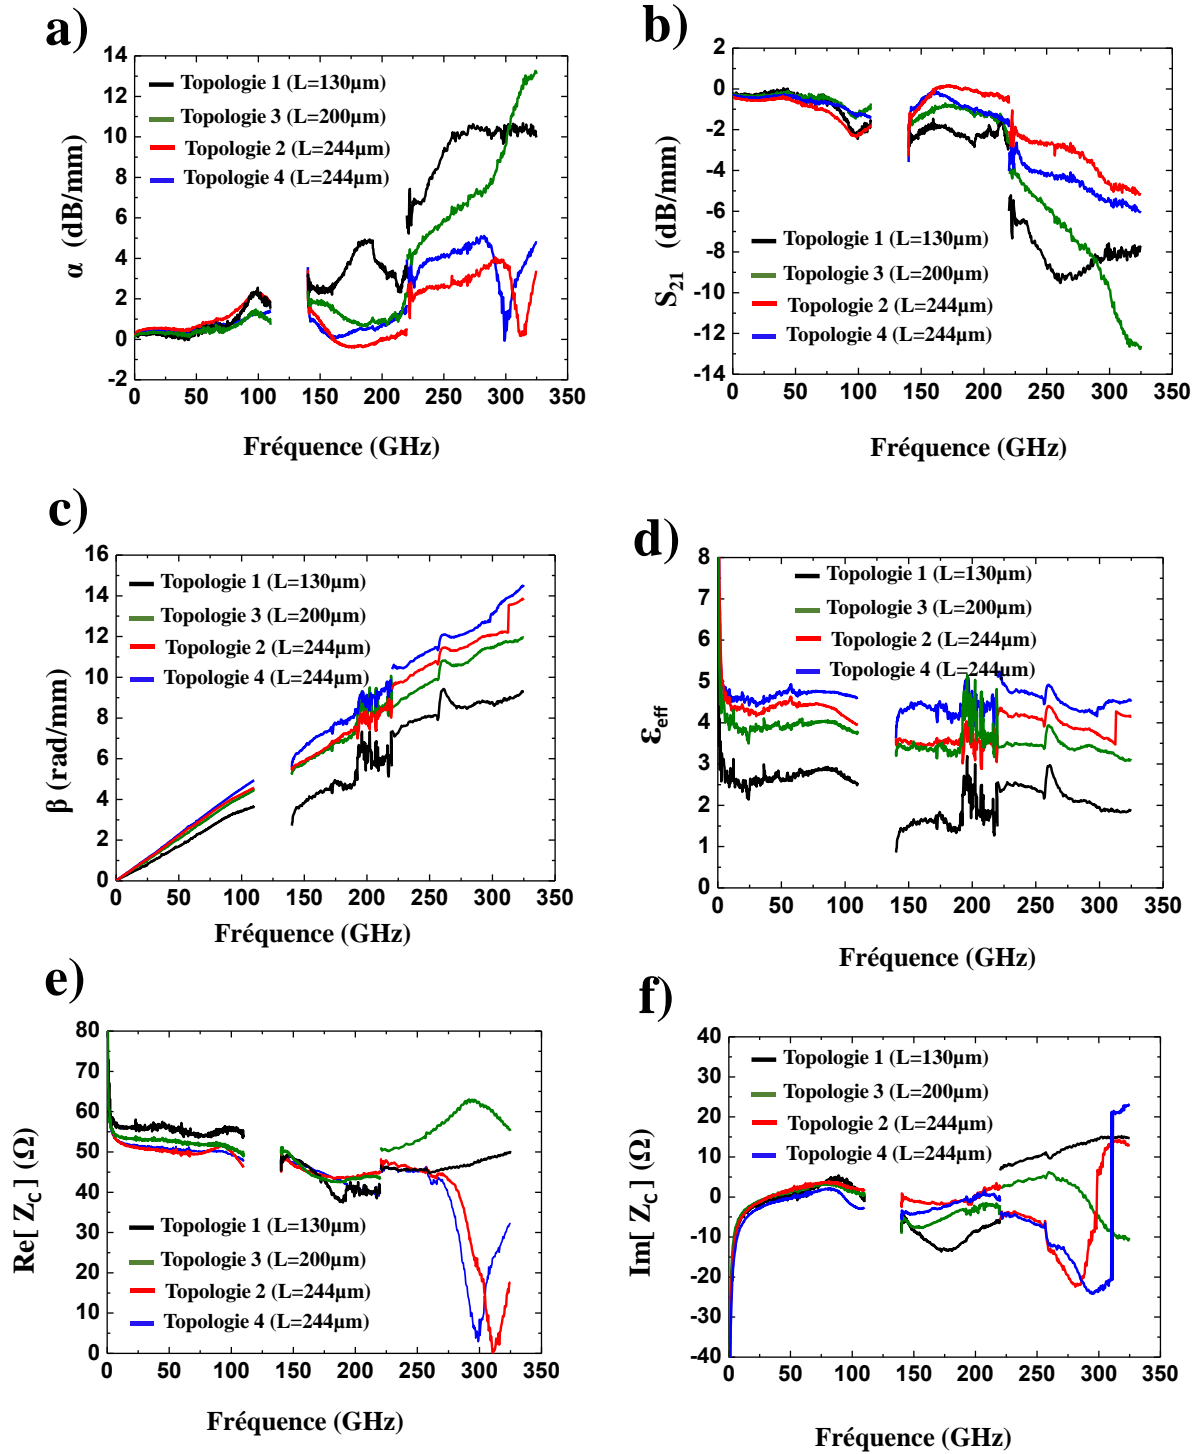 a)
α (dB/mm)
14
12
10
8
6
4
2
0
-2
Topologie 1 (L=130µm)
Topologie 3 (L=200µm)
Topologie 2 (L=244µm)
Topologie 4 (L=244µm)
0 50 100 150 200 250 300 350
Fréquence (GHz)
b)
S21 (dB/mm)
2
0
-2
-4
-6
-8
-10
-12
-14
Topologie 1 (L=130µm)
Topologie 3 (L=200µm)
Topologie 2 (L=244µm)
Topologie 4 (L=244µm)
0 50 100 150 200 250 300 350
Fréquence (GHz)
c)
β (rad/mm)
16
14
12
10
8
6
4
2
0
Topologie 1 (L=130µm)
Topologie 3 (L=200µm)
Topologie 2 (L=244µm)
Topologie 4 (L=244µm)
0 50 100 150 200 250 300 350
Fréquence (GHz)
d)
εeff
8
7
6
5
4
3
2
1
0
Topologie 1 (L=130µm)
Topologie 3 (L=200µm)
Topologie 2 (L=244µm)
Topologie 4 (L=244µm)
0 50 100 150 200 250 300 350
Fréquence (GHz)
e)
Re[ ZC] (Ω)
80
70
60
50
40
30
20
10
0
Topologie 1 (L=130µm)
Topologie 3 (L=200µm)
Topologie 2 (L=244µm)
Topologie 4 (L=244µm)
0 50 100 150 200 250 300 350
Fréquence (GHz)
f)
Im[ ZC] (Ω)
40
30
20
10
0
-10
-20
-30
-40
Topologie 1 (L=130µm)
Topologie 3 (L=200µm)
Topologie 2 (L=244µm)
Topologie 4 (L=244µm)
0 50 100 150 200 250 300 350
Fréquence (GHz)